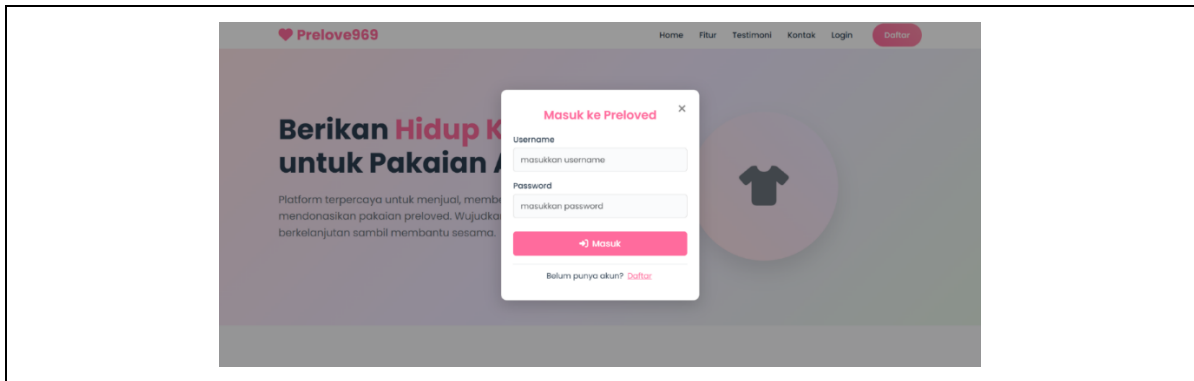 Prelove969
Home Fitur Testimoni Kontak Login Daftar
Berikan Hidup K
untuk Pakaian
Platform terpercaya untuk menjual, membe
mendonasikan pakaian preloved. Wujudka
berkelanjutan sambil membantu sesama.
Masuk ke Preloved ×
Username
masukkan username
Password
masukkan password
Masuk
Belum punya akun? Daftar